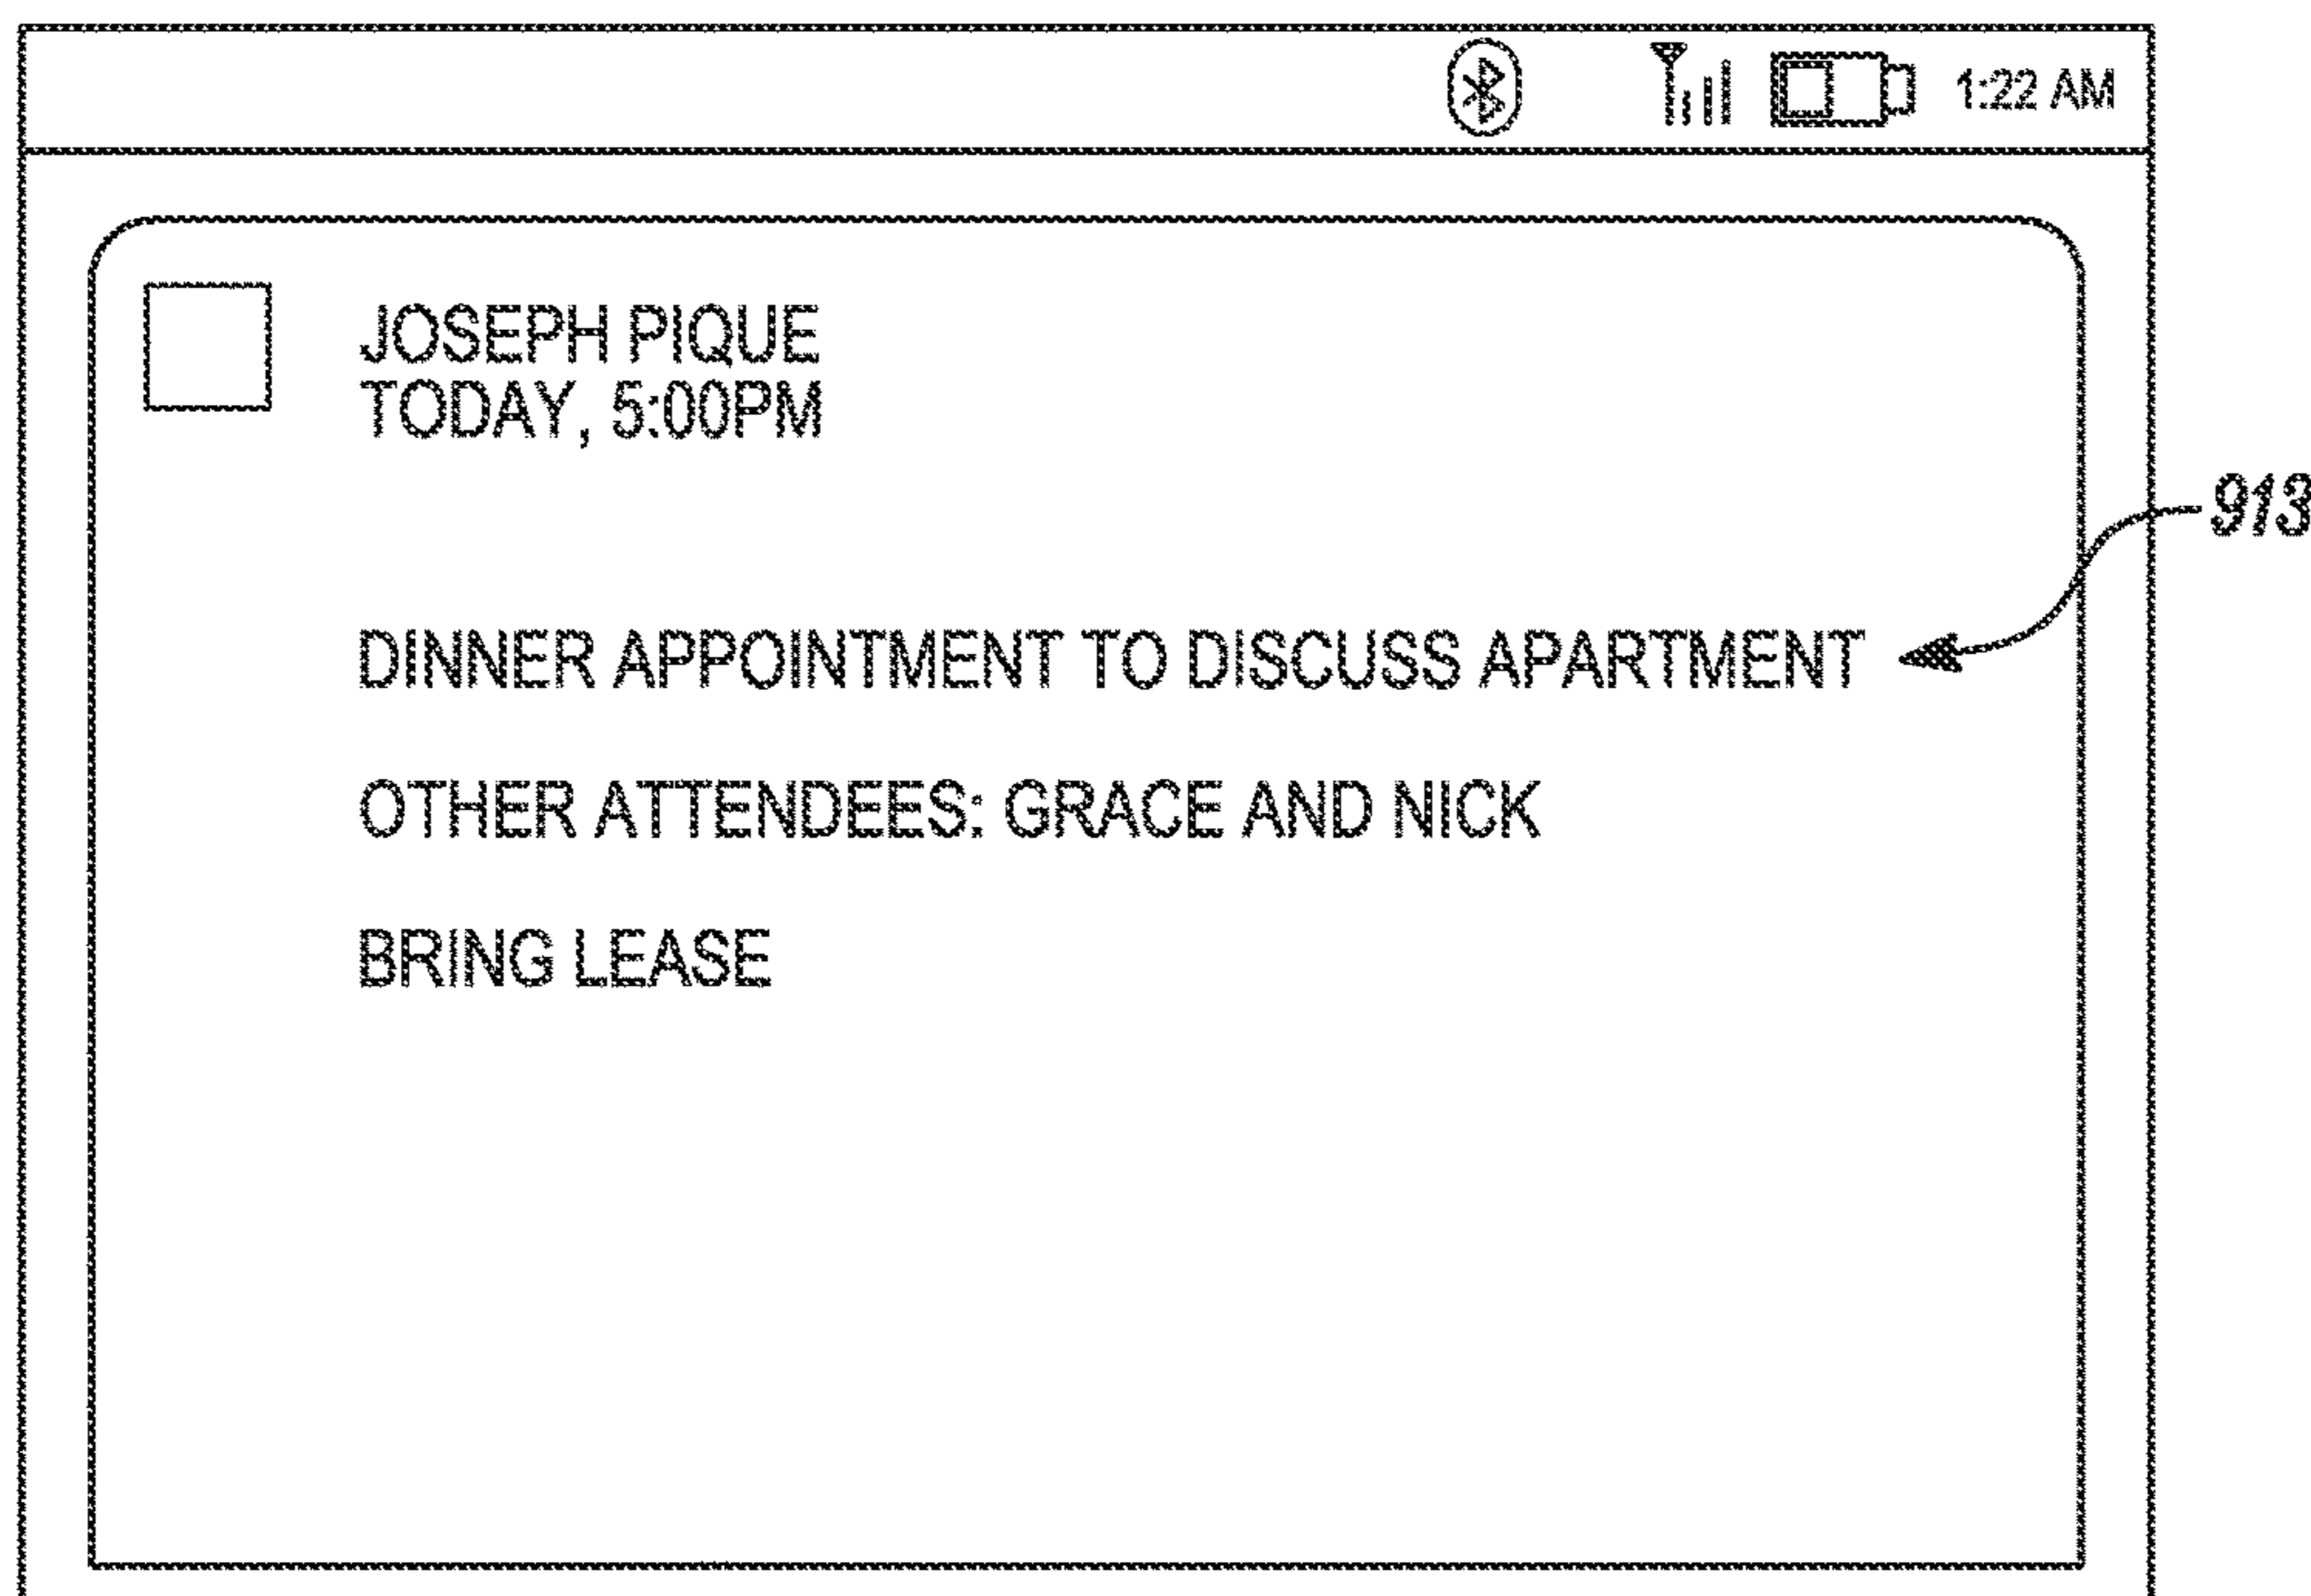 1:22 AM
JOSEPH PIQUE
TODAY, 5:00PM
913
DINNER APPOINTMENT TO DISCUSS APARTMENT
OTHER ATTENDEES: GRACE AND NICK
BRING LEASE